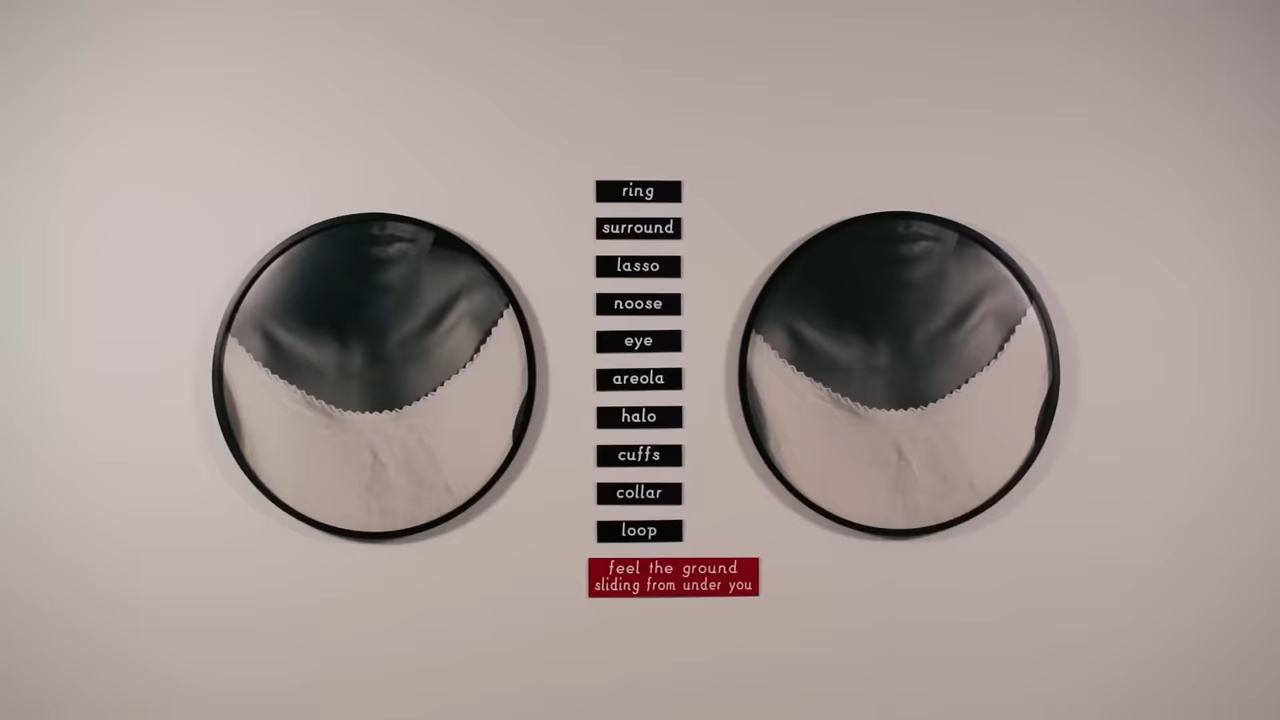 ring
surround
lasso
noose
eye
areola
halo
cuffs
collar
loop
feel the ground
sliding from under you